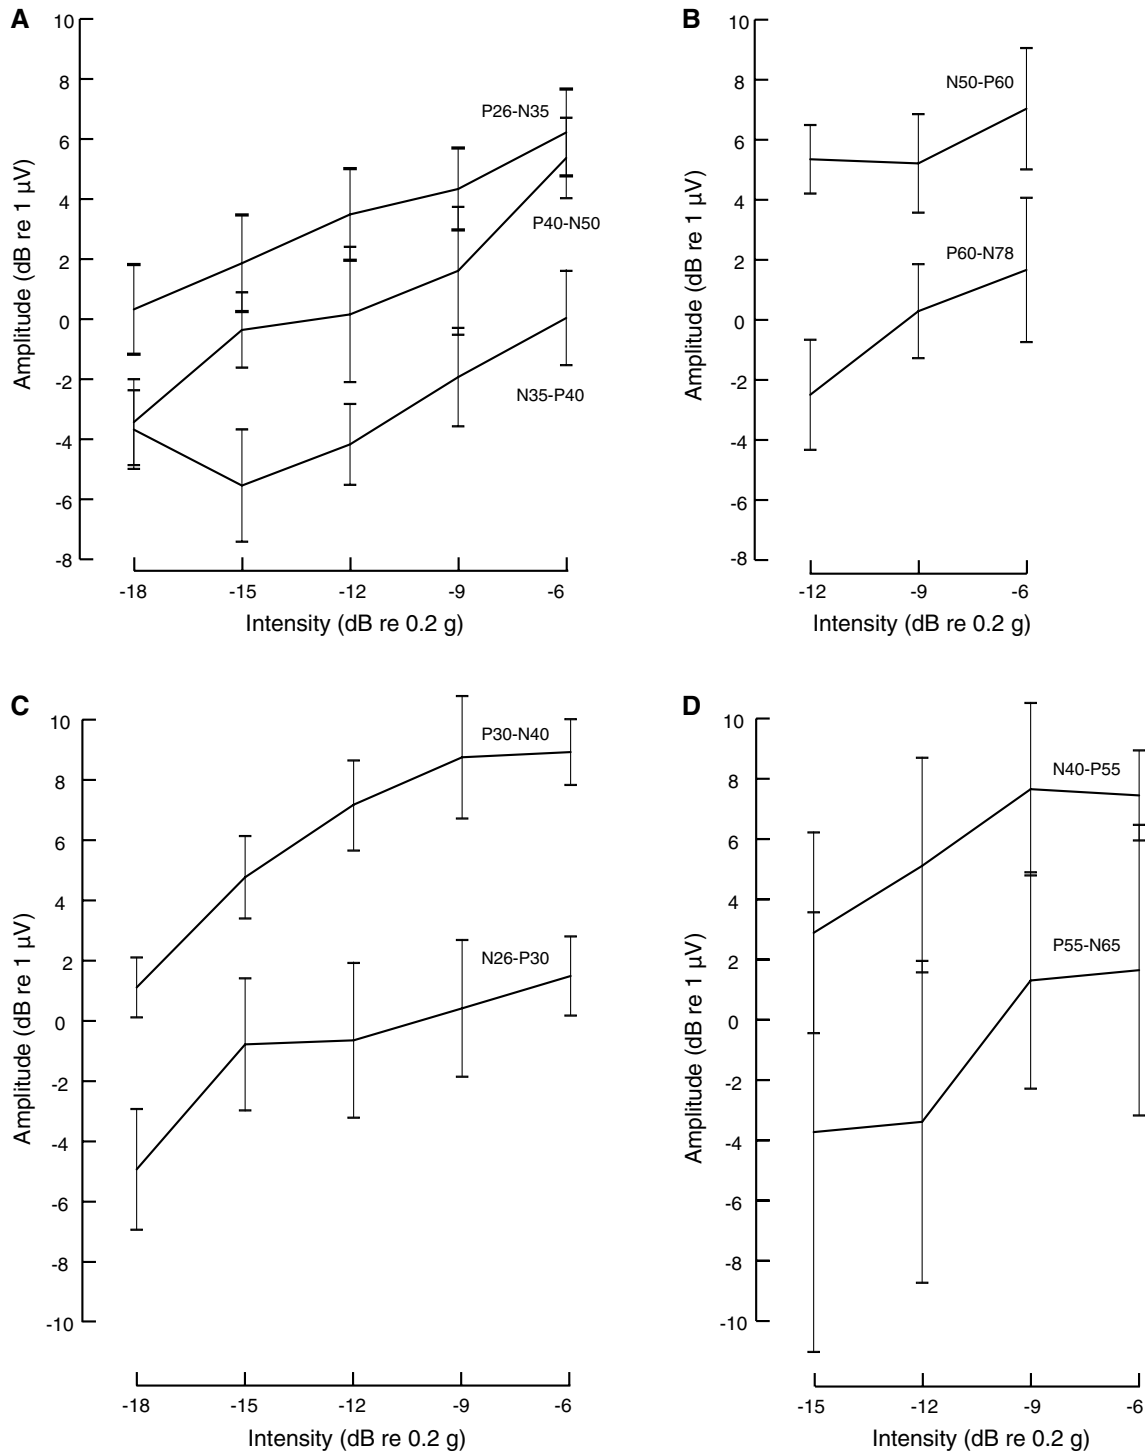 A
10
8
6
4
2
0
-2
-4
-6
-8
Amplitude (dB re 1 µV)
P26-N35
P40-N50
N35-P40
-18 -15 -12 -9 -6
Intensity (dB re 0.2 g)
B
10
8
6
4
2
0
-2
-4
-6
-8
Amplitude (dB re 1 µV)
N50-P60
P60-N78
-12 -9 -6
Intensity (dB re 0.2 g)
C
10
8
6
4
2
0
-2
-4
-6
-8
-10
Amplitude (dB re 1 µV)
P30-N40
N26-P30
-18 -15 -12 -9 -6
Intensity (dB re 0.2 g)
D
10
8
6
4
2
0
-2
-4
-6
-8
-10
Amplitude (dB re 1 µV)
N40-P55
P55-N65
-15 -12 -9 -6
Intensity (dB re 0.2 g)